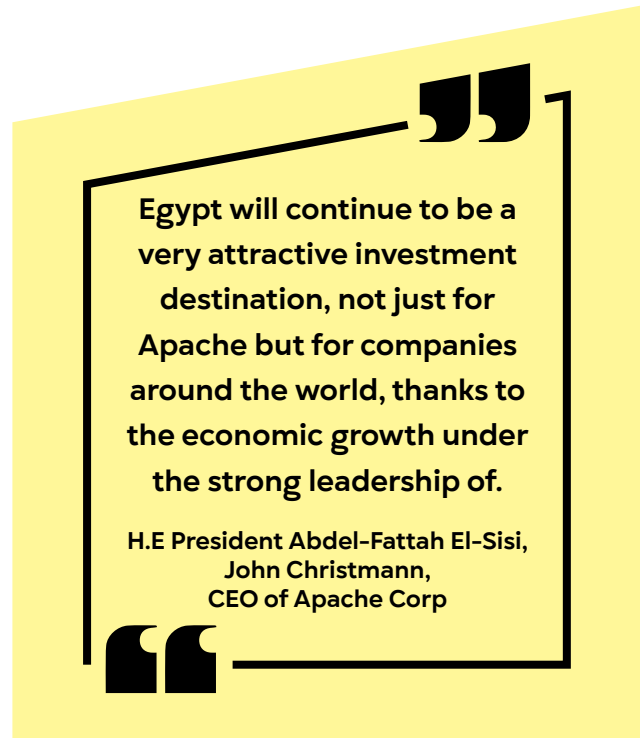 Egypt will continue to be a
very attractive investment
destination, not just for
Apache but for companies
around the world, thanks to
the economic growth under
the strong leadership of.
H.E President Abdel-Fattah El-Sisi,
John Christmann,
CEO of Apache Corp